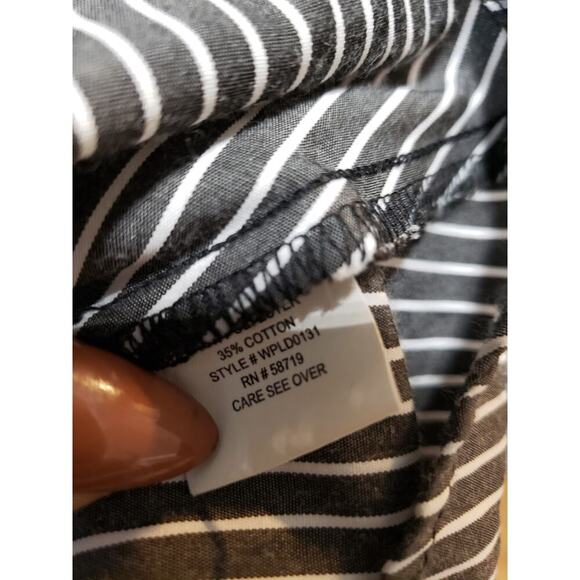 35% COTTON
STYLE # WPLD0131
RN # 58719
CARE SEE OVER